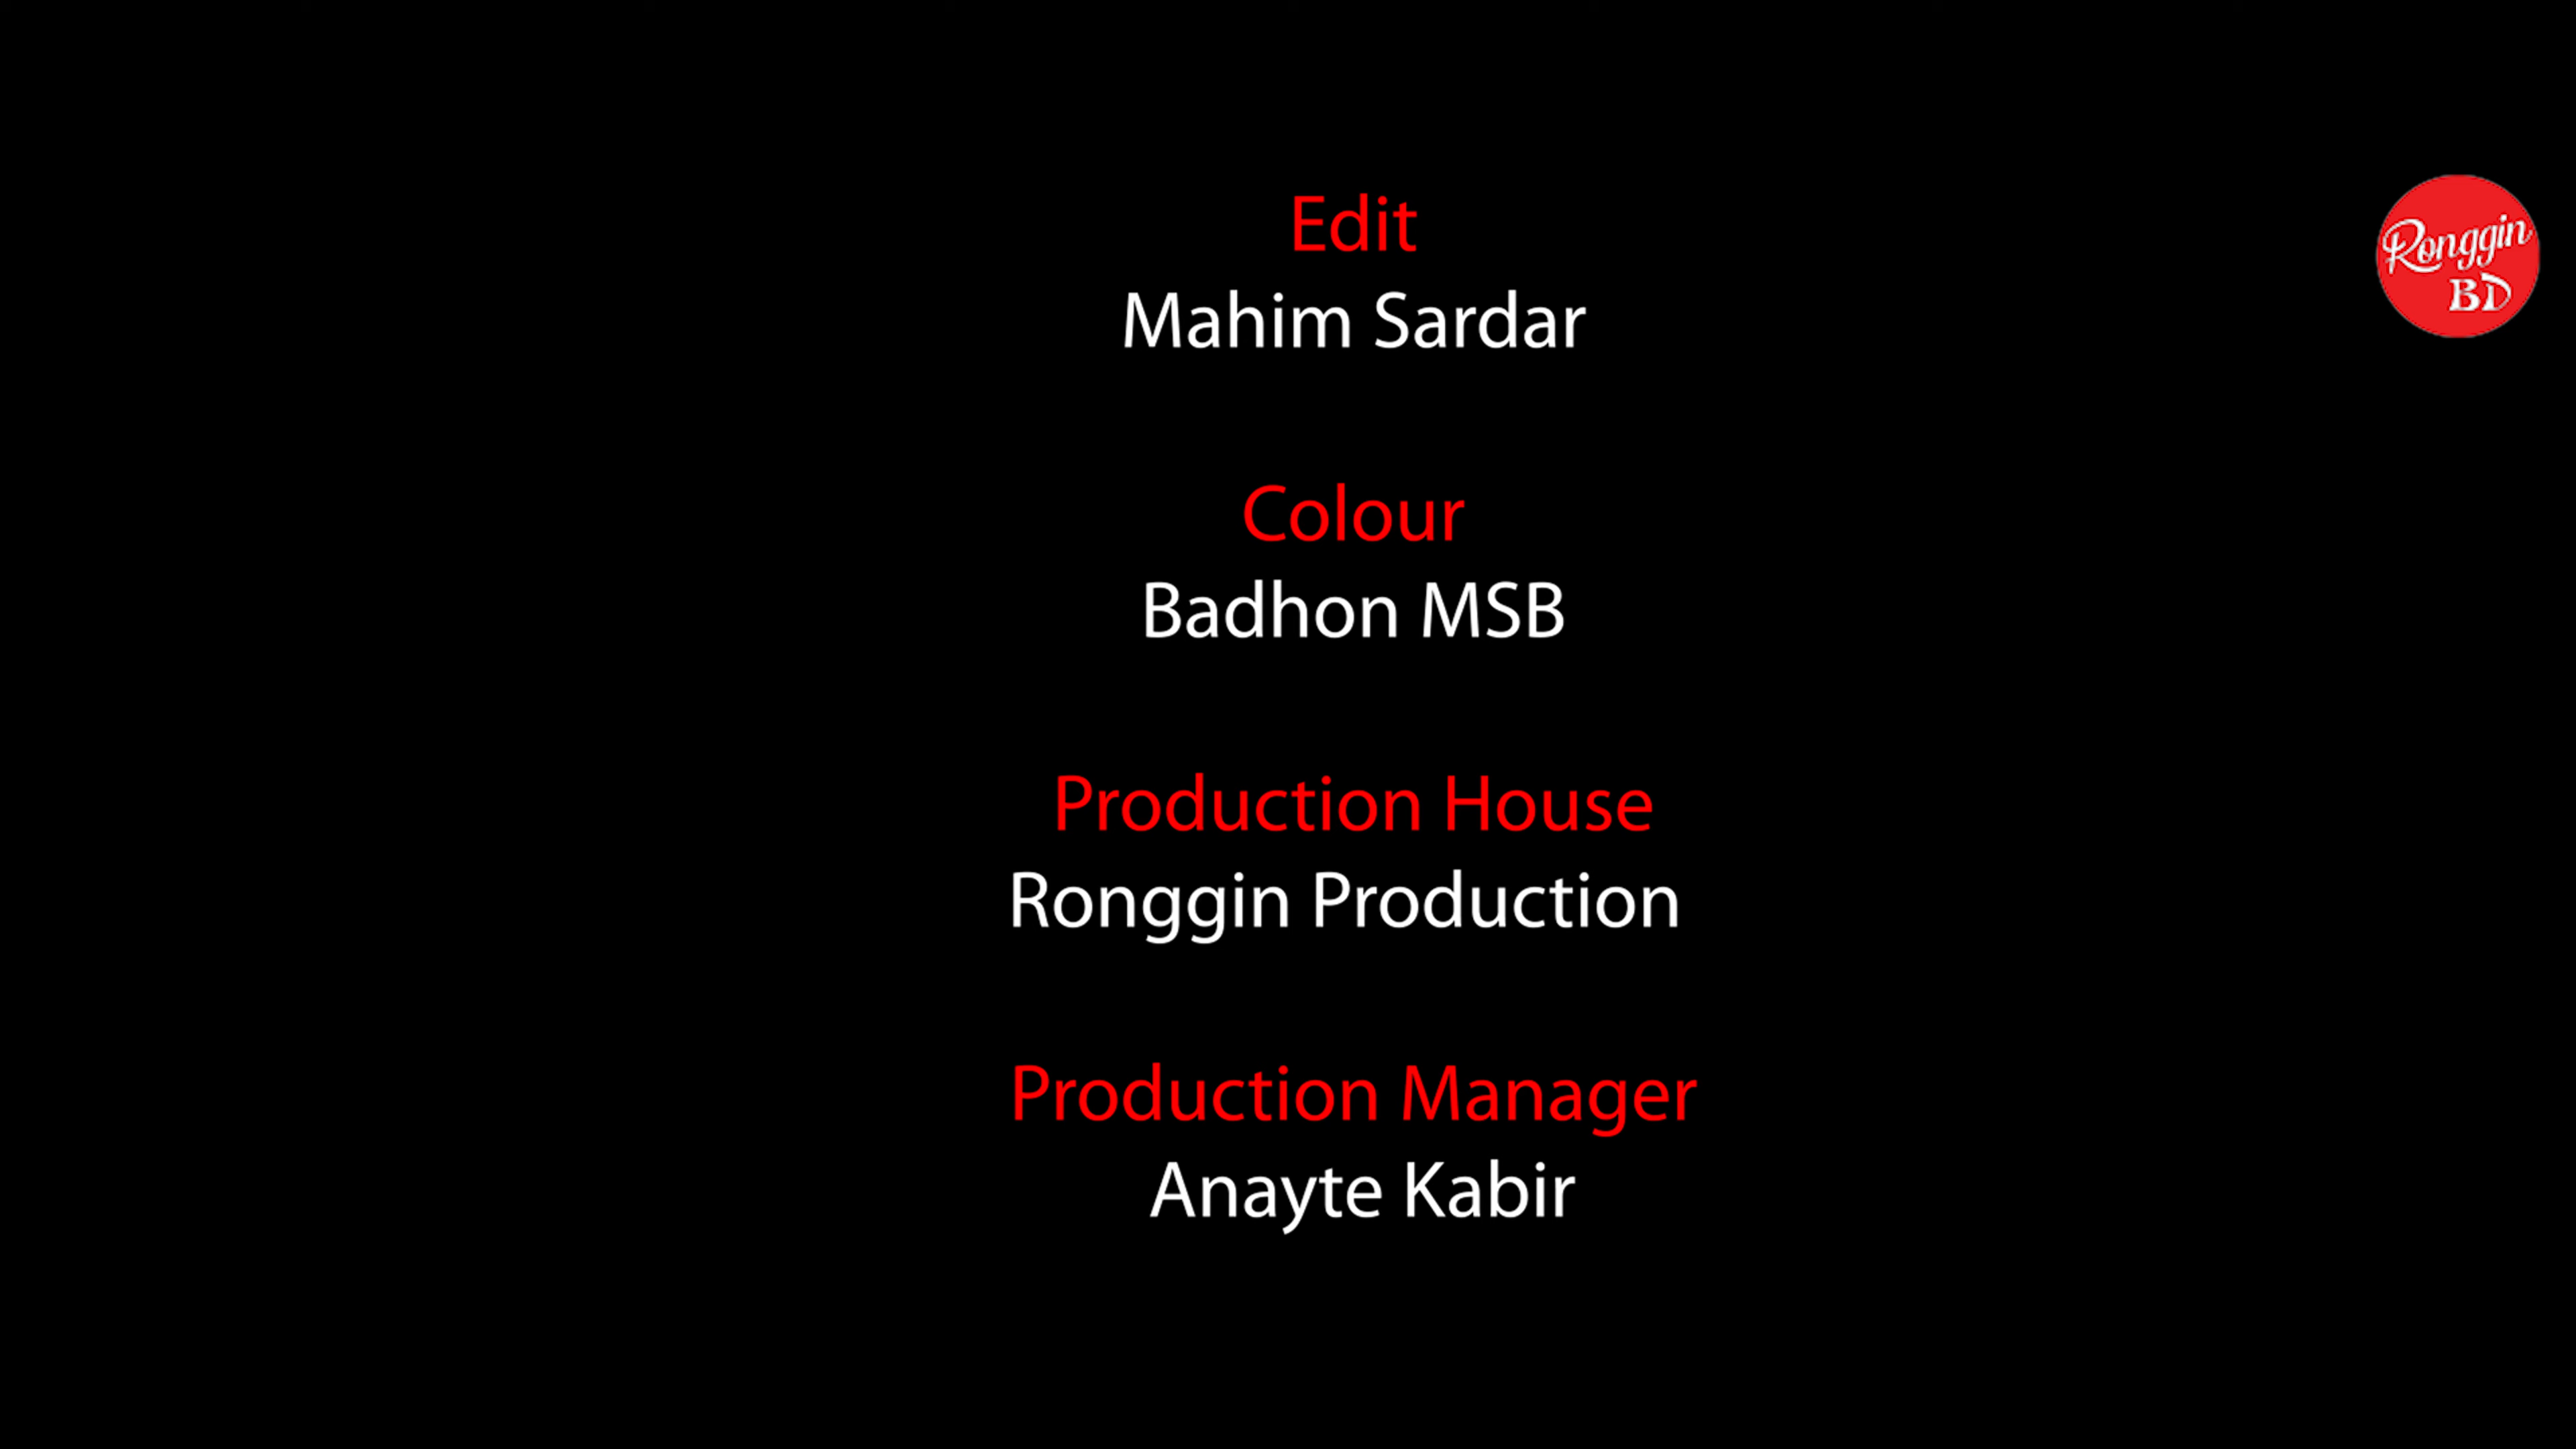 Edit
Mahim Sardar
Colour
Badhon MSB
Production House
Ronggin Production
Production Manager
Anayte Kabir
Ronggin
BD